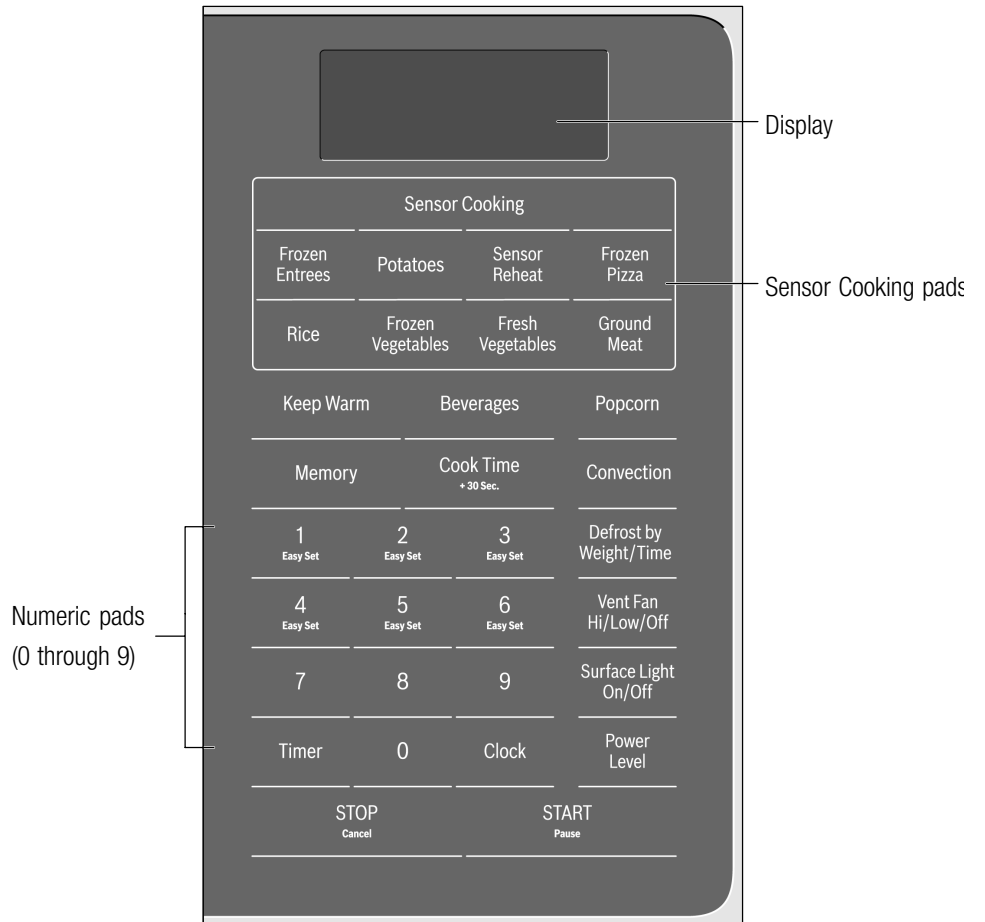 Display
Sensor Cooking
Frozen Entrees
Potatoes
Sensor Reheat
Frozen Pizza
Sensor Cooking pads
Rice
Frozen Vegetables
Fresh Vegetables
Ground Meat
Keep Warm
Beverages
Popcorn
Memory
Cook Time
+ 30 Sec.
Convection
1
Easy Set
2
Easy Set
3
Easy Set
Defrost by
Weight/Time
Numeric pads
(0 through 9)
4
Easy Set
5
Easy Set
6
Easy Set
Vent Fan
Hi/Low/Off
7
8
9
Surface Light
On/Off
Timer
0
Clock
Power
Level
STOP
Cancel
START
Pause